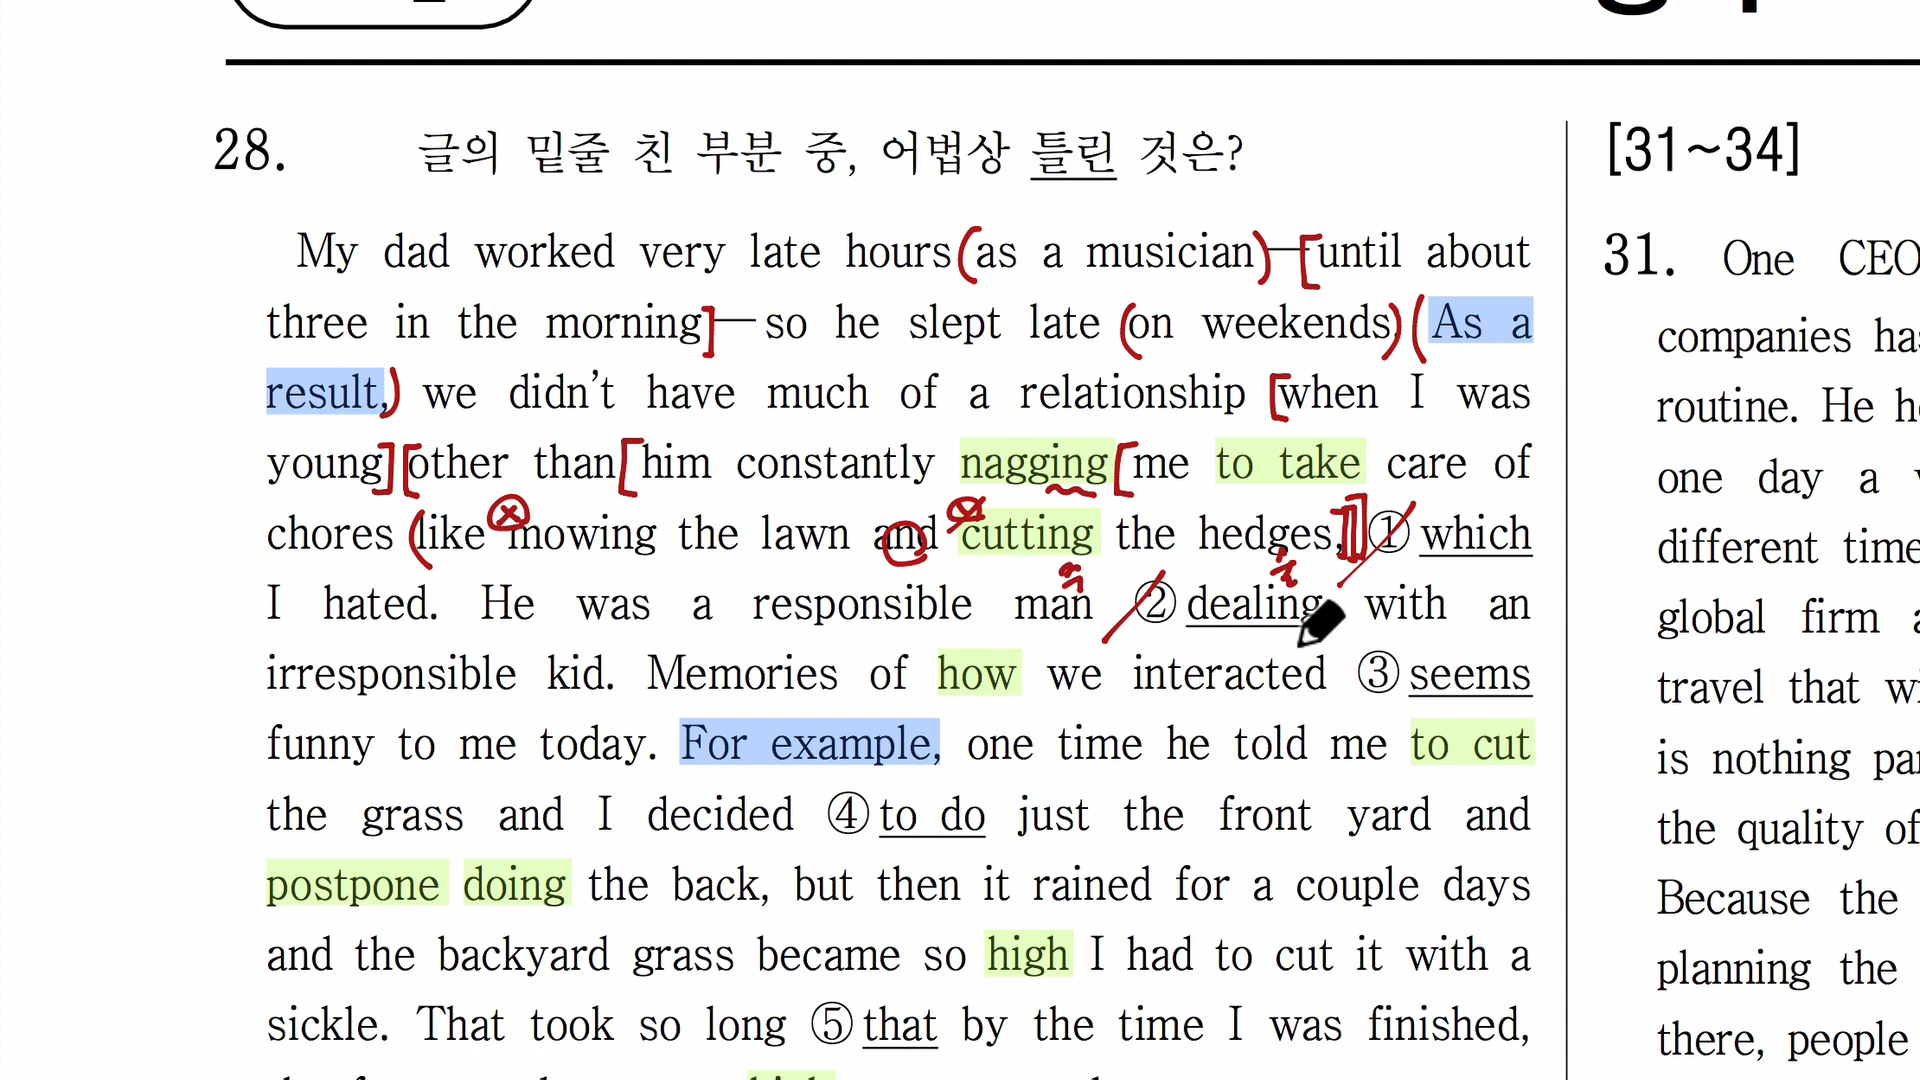 28. 글의 밑줄 친 부분 중, 어법상 틀린 것은?
My dad worked very late hours (as a musician)—[until about
three in the morning]—so he slept late (on weekends.) (As a
result,) we didn't have much of a relationship [when I was
young][other than [him constantly nagging [me to take care of
chores (like mowing the lawn and cutting the hedges,]]] ① which
I hated. He was a responsible man ② dealing with an
irresponsible kid. Memories of how we interacted ③ seems
funny to me today. For example, one time he told me to cut
the grass and I decided ④ to do just the front yard and
postpone doing the back, but then it rained for a couple days
and the backyard grass became so high I had to cut it with a
sickle. That took so long ⑤ that by the time I was finished,
[31~34]
31. One CEO
companies has
routine. He
one day a
different time
global firm
travel that
is nothing
the quality of
Because the
planning the
there, people